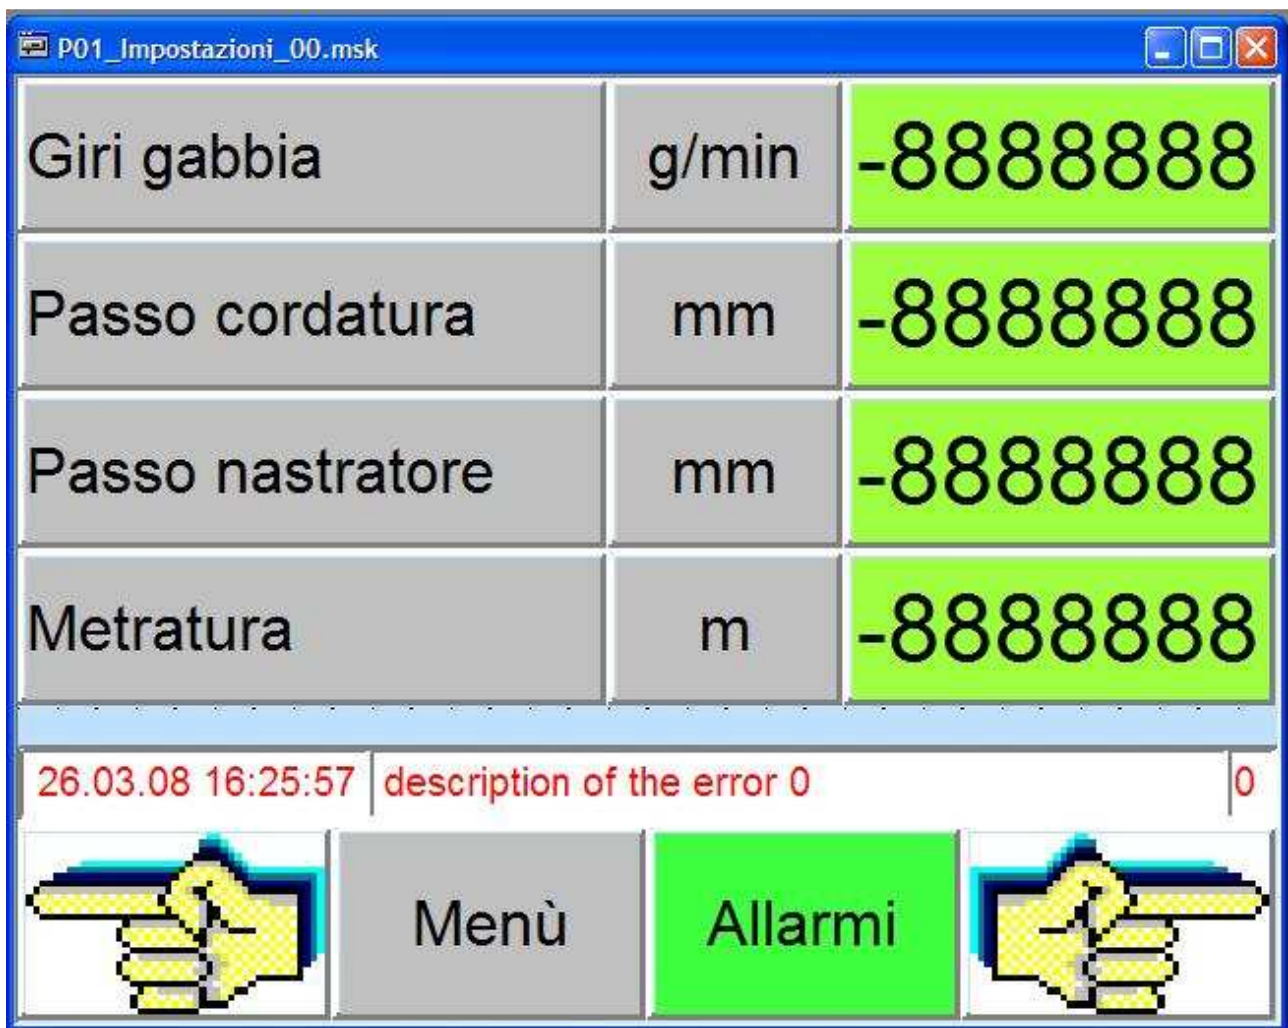 P01_Impostazioni_00.msk
Giri gabbia g/min -8888888
Passo cordatura mm -8888888
Passo nastratore mm -8888888
Metratura m -8888888
26.03.08 16:25:57 description of the error 0 0
Menù Allarmi